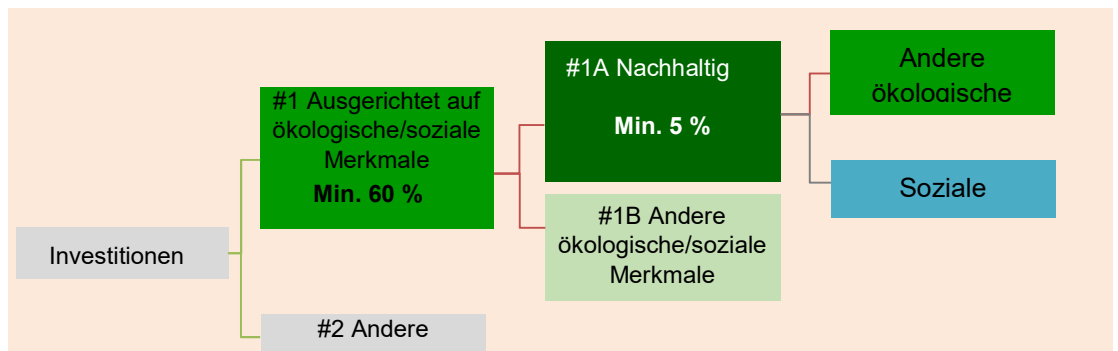 Investitionen
#1 Ausgerichtet auf
ökologische/soziale
Merkmale
Min. 60 %
#2 Andere
#1A Nachhaltig
Min. 5 %
#1B Andere
ökologische/soziale
Merkmale
Andere
ökologische
Soziale